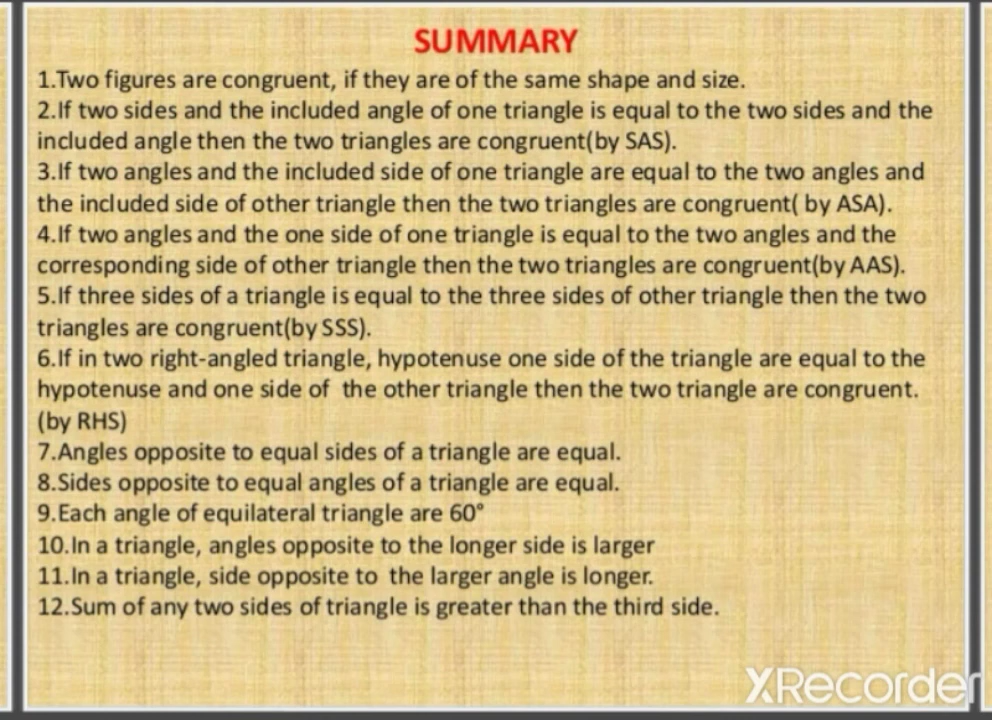 SUMMARY
1.Two figures are congruent, if they are of the same shape and size.
2.If two sides and the included angle of one triangle is equal to the two sides and the
included angle then the two triangles are congruent(by SAS).
3.If two angles and the included side of one triangle are equal to the two angles and
the included side of other triangle then the two triangles are congruent( by ASA).
4.If two angles and the one side of one triangle is equal to the two angles and the
corresponding side of other triangle then the two triangles are congruent(by AAS).
5.If three sides of a triangle is equal to the three sides of other triangle then the two
triangles are congruent(by SSS).
6.If in two right-angled triangle, hypotenuse one side of the triangle are equal to the
hypotenuse and one side of  the other triangle then the two triangle are congruent.
(by RHS)
7.Angles opposite to equal sides of a triangle are equal.
8.Sides opposite to equal angles of a triangle are equal.
9.Each angle of equilateral triangle are 60°
10.In a triangle, angles opposite to the longer side is larger
11.In a triangle, side opposite to  the larger angle is longer.
12.Sum of any two sides of triangle is greater than the third side.
XRecorder